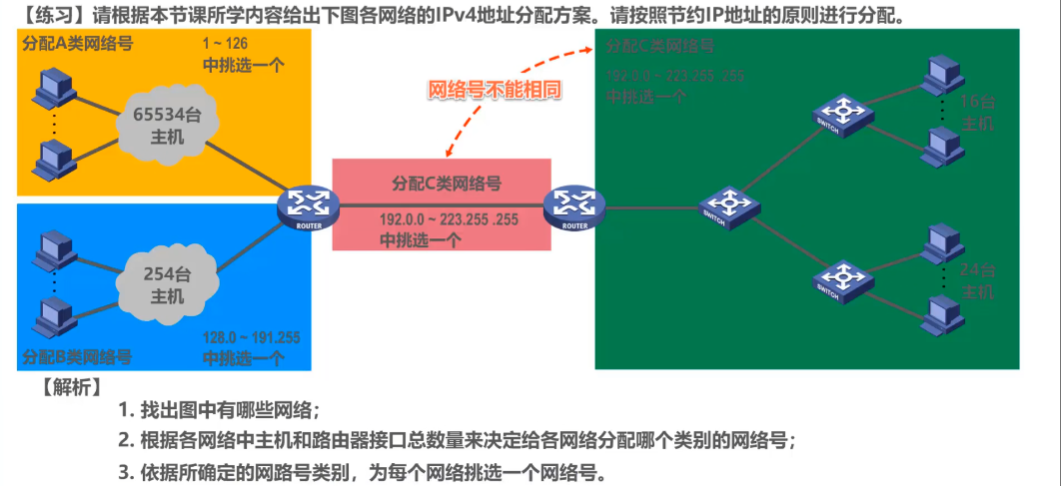 【练习】请根据本节课所学内容给出下图各网络的IPv4地址分配方案。请按照节约IP地址的原则进行分配。
分配A类网络号
1 ~ 126
中挑选一个
65534台
主机
网络号不能相同
分配C类网络号
192.0.0 ~ 223.255 .255
中挑选一个
16台
主机
SWITCH
分配C类网络号
192.0.0 ~ 223.255 .255
中挑选一个
ROUTER
ROUTER
SWITCH
254台
主机
128.0 ~ 191.255
中挑选一个
分配B类网络号
SWITCH
24台
主机
【解析】
1. 找出图中有哪些网络；
2. 根据各网络中主机和路由器接口总数量来决定给各网络分配哪个类别的网络号；
3. 依据所确定的网路号类别，为每个网络挑选一个网络号。